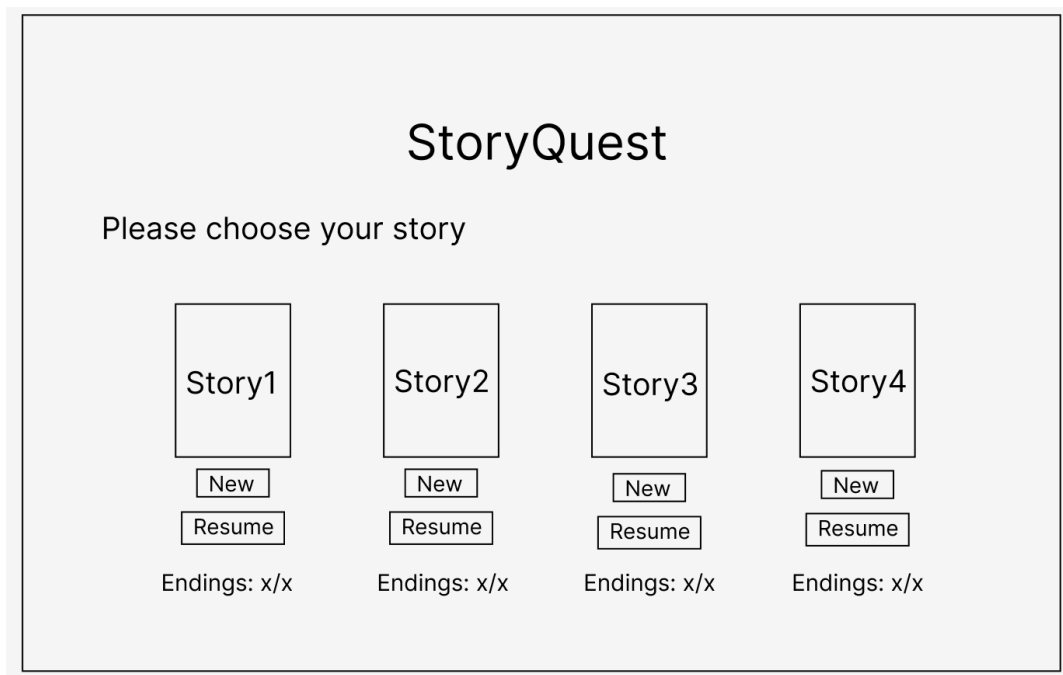 StoryQuest
Please choose your story
Story1 Story2 Story3 Story4
New New New New
Resume Resume Resume Resume
Endings: x/x Endings: x/x Endings: x/x Endings: x/x